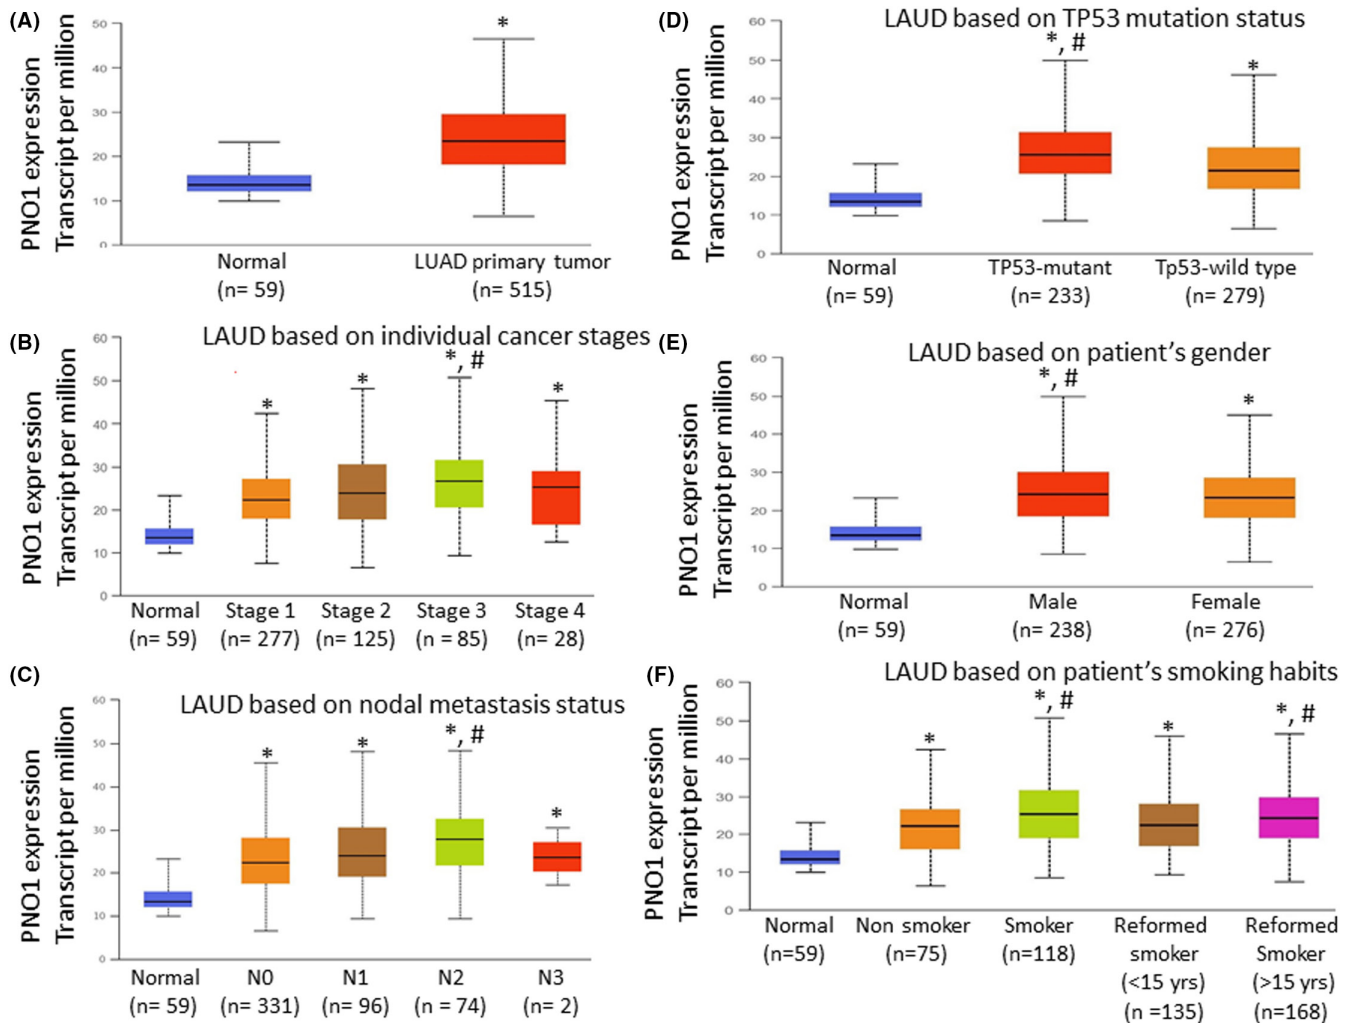 (A)
PNO1 expression
Transcript per million
50
40
30
20
10
0
*
Normal
(n= 59)
LUAD primary tumor
(n= 515)
(B)
LAUD based on individual cancer stages
PNO1 expression
Transcript per million
60
50
40
30
20
10
0
*
*
*, #
*
Normal
(n= 59)
Stage 1
(n= 277)
Stage 2
(n= 125)
Stage 3
(n = 85)
Stage 4
(n= 28)
(C)
LAUD based on nodal metastasis status
PNO1 expression
Transcript per million
60
50
40
30
20
10
0
*
*
*, #
*
Normal
(n= 59)
N0
(n= 331)
N1
(n= 96)
N2
(n= 74)
N3
(n= 2)
(D)
LAUD based on TP53 mutation status
PNO1 expression
Transcript per million
60
50
40
30
20
10
0
*, #
*
Normal
(n= 59)
TP53-mutant
(n= 233)
Tp53-wild type
(n= 279)
(E)
LAUD based on patient's gender
PNO1 expression
Transcript per million
60
50
40
30
20
10
0
*, #
*
Normal
(n= 59)
Male
(n= 238)
Female
(n= 276)
(F)
LAUD based on patient's smoking habits
PNO1 expression
Transcript per million
60
50
40
30
20
10
0
*
*, #
*
*, #
Normal
(n=59)
Non smoker
(n=75)
Smoker
(n=118)
Reformed
smoker
(<15 yrs)
(n =135)
Reformed
Smoker
(>15 yrs)
(n=168)